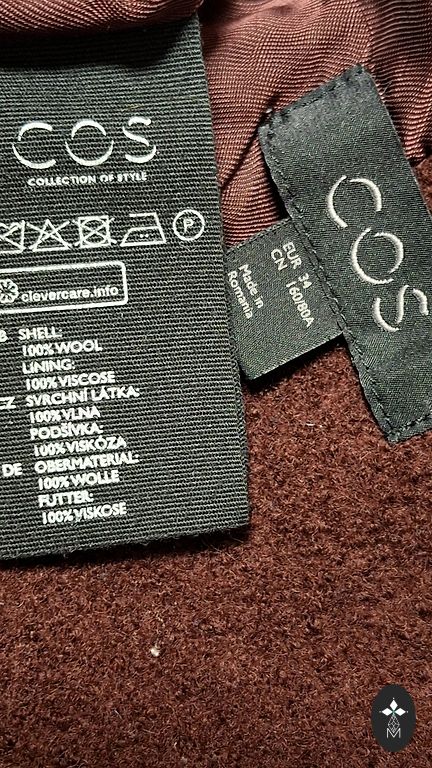 COS
COLLECTION OF STYLE
P
clevercare.info
SHELL:
100% WOOL
LINING:
100% VISCOSE
CZ SVRCHNÍ LÁTKA:
100% VLNA
PODŠÍVKA:
100% VISKÓZA
DE OBERMATERIAL:
100% WOLLE
FUTTER:
100% VISKOSE
EUR 34
CN 160/80A
Made in
Romania
COS
M